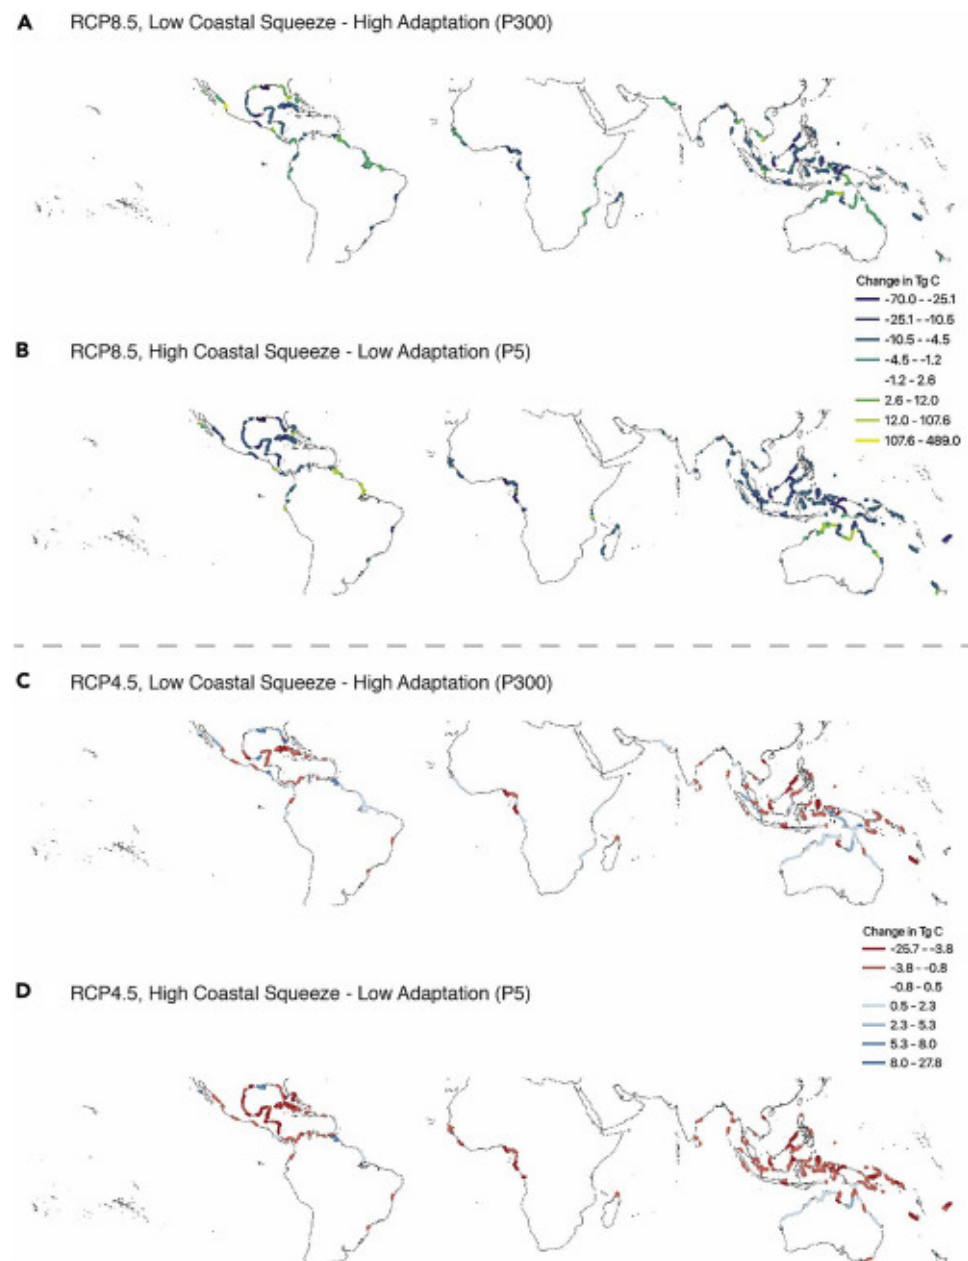 A RCP8.5, Low Coastal Squeeze - High Adaptation (P300)
Change in Tg C
-70.0 - -25.1
-25.1 - -10.5
-10.5 - -4.5
-4.5 - -1.2
-1.2 - 2.6
2.6 - 12.0
12.0 - 107.6
107.6 - 489.0
B RCP8.5, High Coastal Squeeze - Low Adaptation (P5)
C RCP4.5, Low Coastal Squeeze - High Adaptation (P300)
Change in Tg C
-25.7 - -3.8
-3.8 - -0.8
-0.8 - 0.5
0.5 - 2.3
2.3 - 5.3
5.3 - 8.0
8.0 - 27.8
D RCP4.5, High Coastal Squeeze - Low Adaptation (P5)